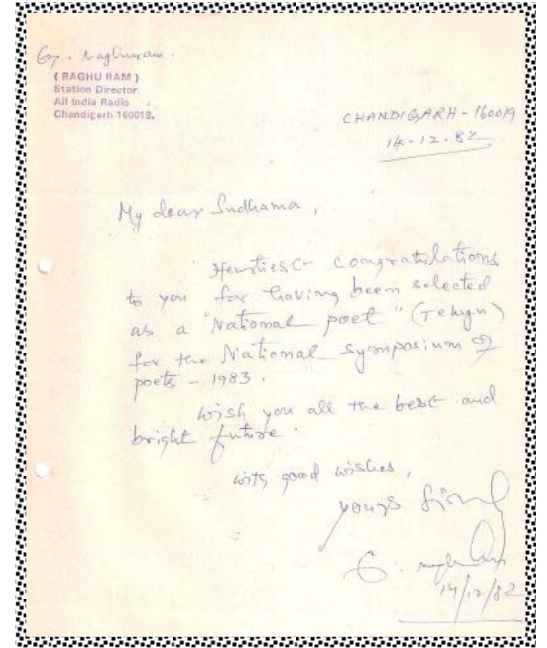 G. Raghuram.
( RAGHU RAM )
Station Director
All India Radio
Chandigarh-160018.
CHANDIGARH - 160019
14-12-82
My dear Sudhama,
Heartiest congratulations
to you for having been selected
as a "National poet" (Telugu)
for the National symposium of
poets - 1983.
Wish you all the best and
bright future.
with good wishes,
yours
G.
14/12/82